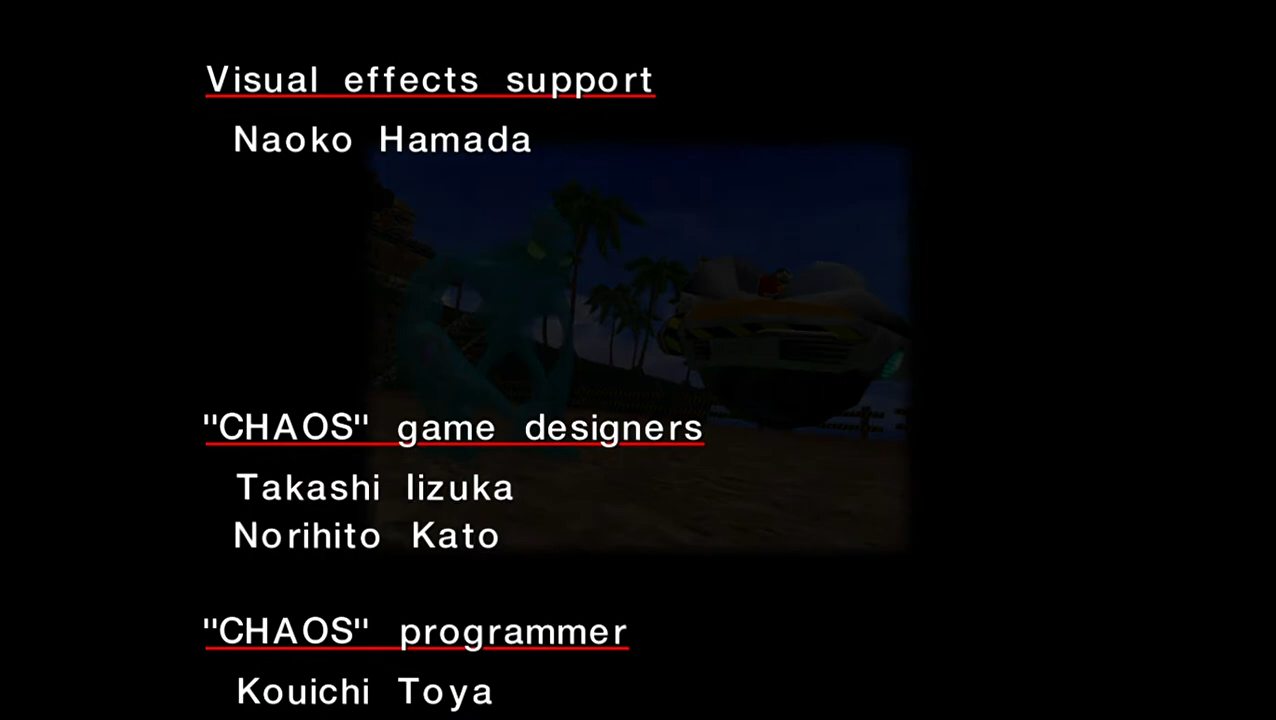 Visual effects support
Naoko Hamada
"CHAOS" game designers
Takashi Iizuka
Norihito Kato
"CHAOS" programmer
Kouichi Toya